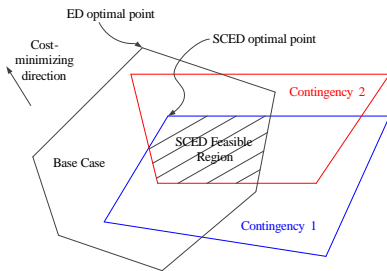 ED optimal point
SCED optimal point
Cost-
minimizing
direction
Contingency 2
SCED Feasible
Region
Base Case
Contingency 1